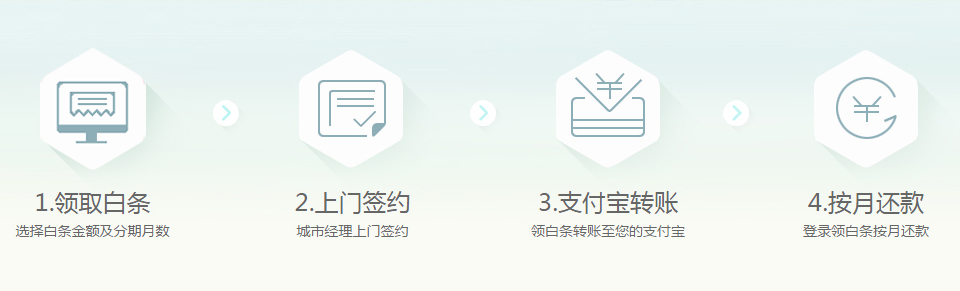 1.领取白条
选择白条金额及分期月数
2.上门签约
城市经理上门签约
3.支付宝转账
领白条转账至您的支付宝
4.按月还款
登录领白条按月还款